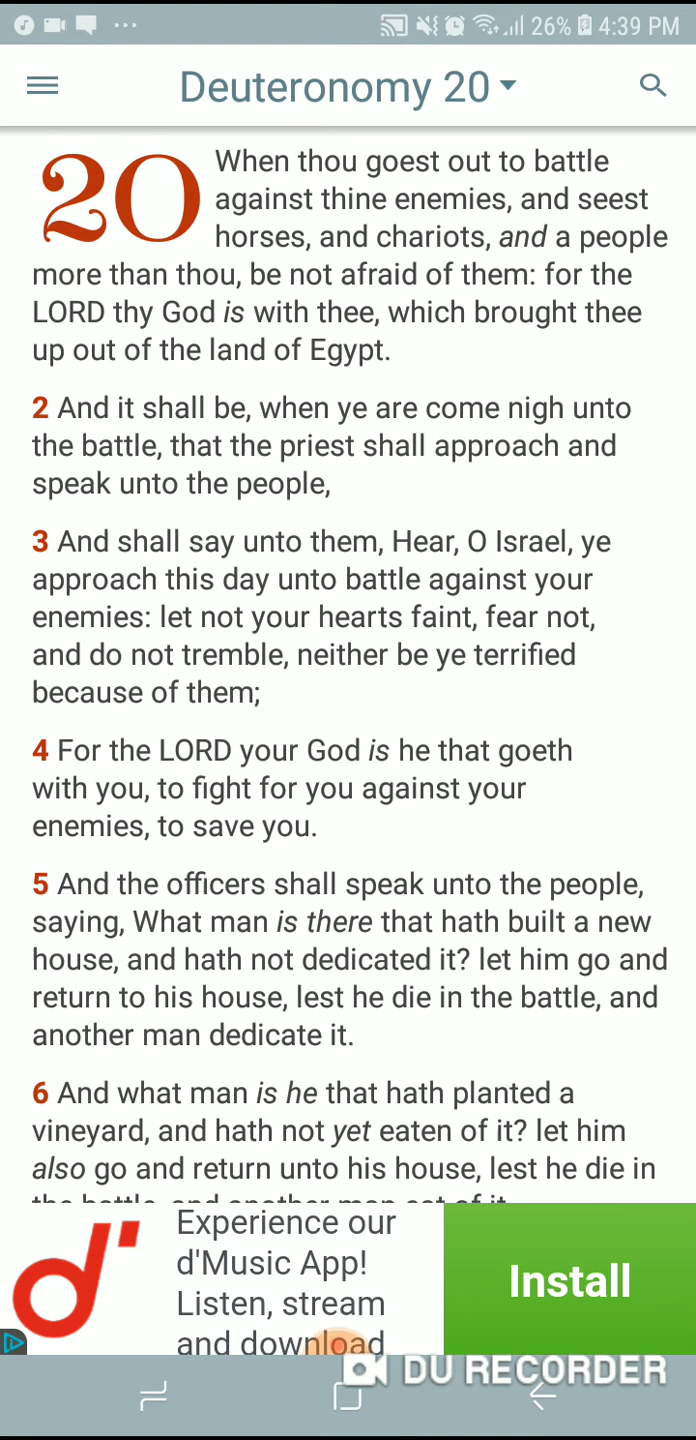 26% 4:39 PM
Deuteronomy 20
20 When thou goest out to battle
against thine enemies, and seest
horses, and chariots, and a people
more than thou, be not afraid of them: for the
LORD thy God is with thee, which brought thee
up out of the land of Egypt.
2 And it shall be, when ye are come nigh unto
the battle, that the priest shall approach and
speak unto the people,
3 And shall say unto them, Hear, O Israel, ye
approach this day unto battle against your
enemies: let not your hearts faint, fear not,
and do not tremble, neither be ye terrified
because of them;
4 For the LORD your God is he that goeth
with you, to fight for you against your
enemies, to save you.
5 And the officers shall speak unto the people,
saying, What man is there that hath built a new
house, and hath not dedicated it? let him go and
return to his house, lest he die in the battle, and
another man dedicate it.
6 And what man is he that hath planted a
vineyard, and hath not yet eaten of it? let him
also go and return unto his house, lest he die in
the battle, and another man eat of it.
Experience our
d'Music App!
Listen, stream
and download
Install
DU RECORDER